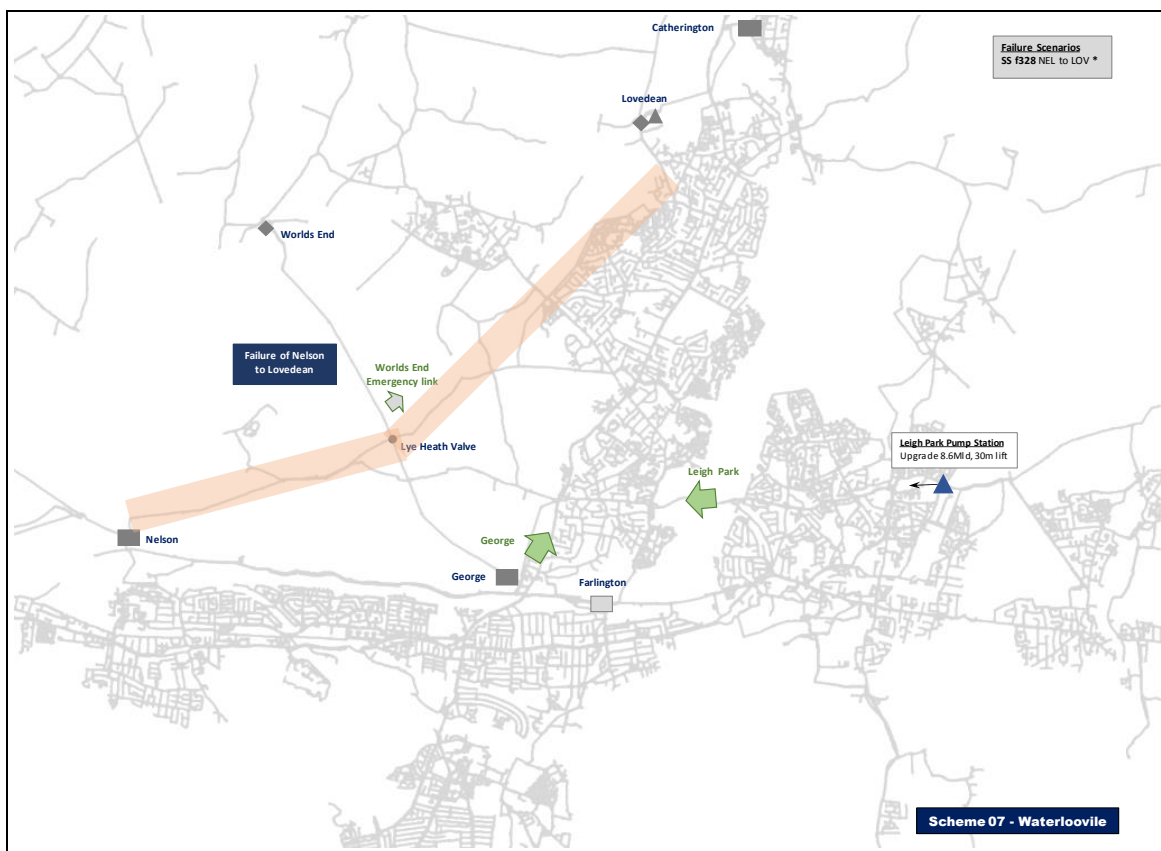 Catherington
Failure Scenarios
SS f328 NEL to LOV *
Lovedean
Worlds End
Failure of Nelson
to Lovedean
Worlds End
Emergency link
Lye Heath Valve
Leigh Park Pump Station
Upgrade 8.6Mld, 30m lift
Leigh Park
Nelson
George
George
Farlington
Scheme 07 - Waterloovile